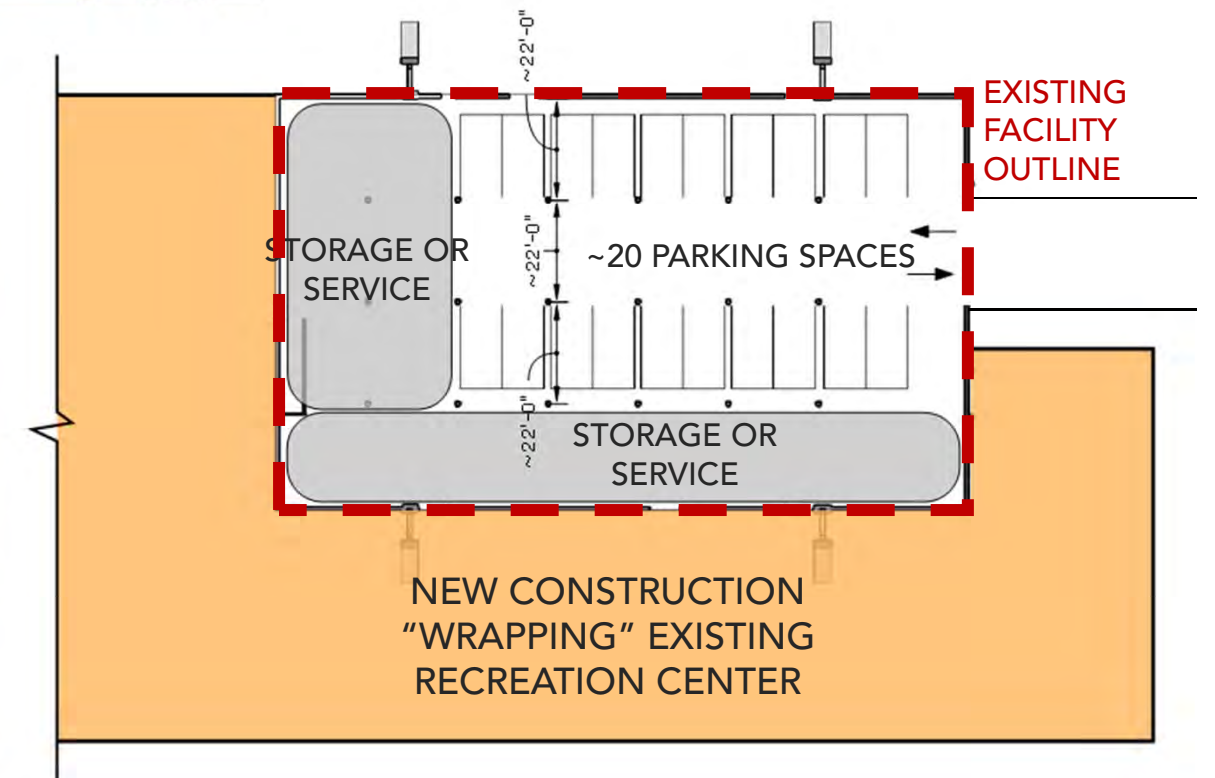 ~22'-0"
EXISTING
FACILITY
OUTLINE
STORAGE OR
SERVICE
~22'-0"
~20 PARKING SPACES
~22'-0"
STORAGE OR
SERVICE
NEW CONSTRUCTION
“WRAPPING” EXISTING
RECREATION CENTER